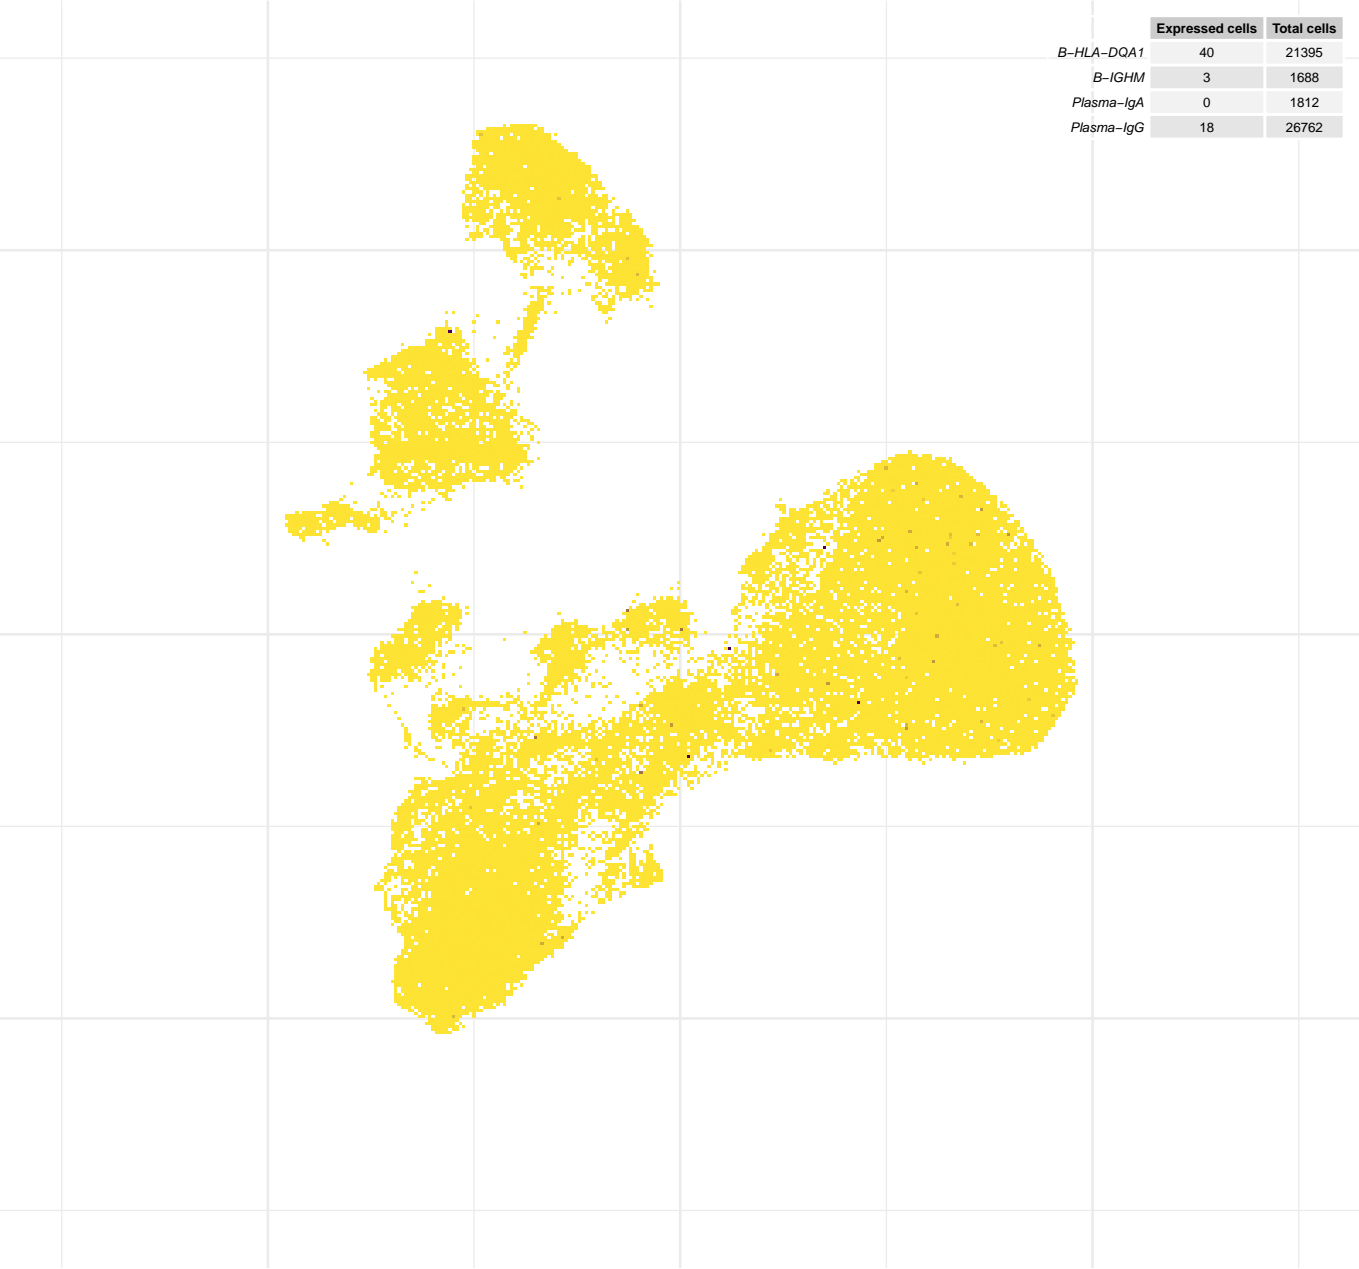 Expressed cells Total cells
B−HLA−DQA1 40 21395
B−IGHM 3 1688
Plasma−IgA 0 1812
Plasma−IgG 18 26762